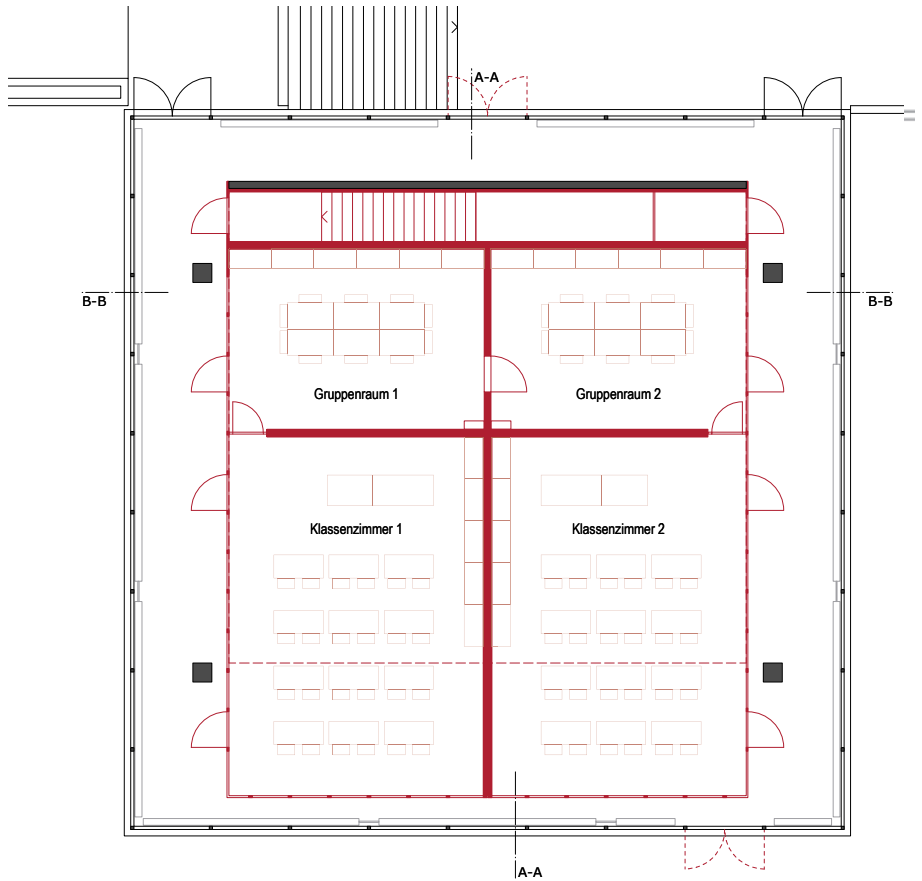 A-A
B-B
B-B
Gruppenraum 1
Gruppenraum 2
Klassenzimmer 1
Klassenzimmer 2
A-A